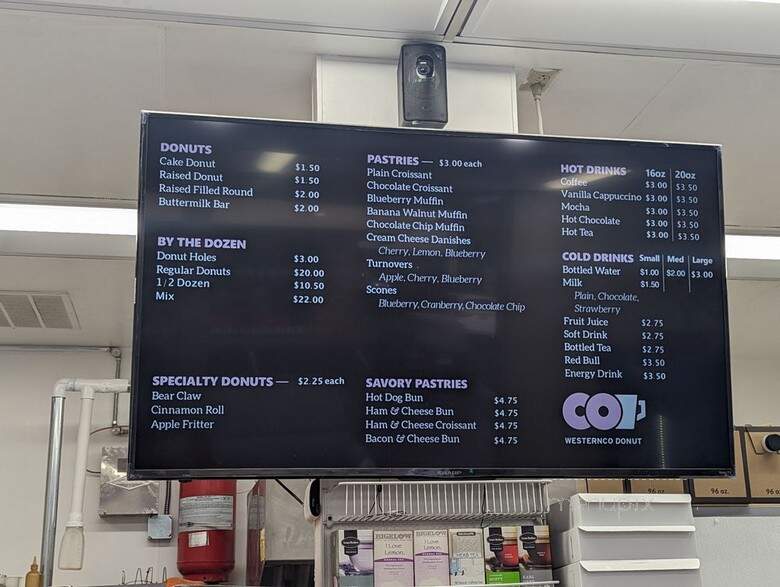 DONUTS
Cake Donut $1.50
Raised Donut $1.50
Raised Filled Round $2.00
Buttermilk Bar $2.00
BY THE DOZEN
Donut Holes $3.00
Regular Donuts $20.00
1/2 Dozen $10.50
Mix $22.00
SPECIALTY DONUTS — $2.25 each
Bear Claw
Cinnamon Roll
Apple Fritter
PASTRIES — $3.00 each
Plain Croissant
Chocolate Croissant
Blueberry Muffin
Banana Walnut Muffin
Chocolate Chip Muffin
Cream Cheese Danishes
Cherry, Lemon, Blueberry
Turnovers
Apple, Cherry, Blueberry
Scones
Blueberry, Cranberry, Chocolate Chip
SAVORY PASTRIES
Hot Dog Bun $4.75
Ham & Cheese Bun $4.75
Ham & Cheese Croissant $4.75
Bacon & Cheese Bun $4.75
HOT DRINKS 16oz 20oz
Coffee $3.00 $3.50
Vanilla Cappuccino $3.00 $3.50
Mocha $3.00 $3.50
Hot Chocolate $3.00 $3.50
Hot Tea $3.00 $3.50
COLD DRINKS Small Med Large
Bottled Water $1.00 $2.00 $3.00
Milk $1.50
Plain, Chocolate,
Strawberry
Fruit Juice $2.75
Soft Drink $2.75
Bottled Tea $2.75
Red Bull $3.50
Energy Drink $3.50
WESTERNCO DONUT
96 oz.
96 oz.
BIGELOW
I Love
Lemon
BIGELOW
I Love
Lemon